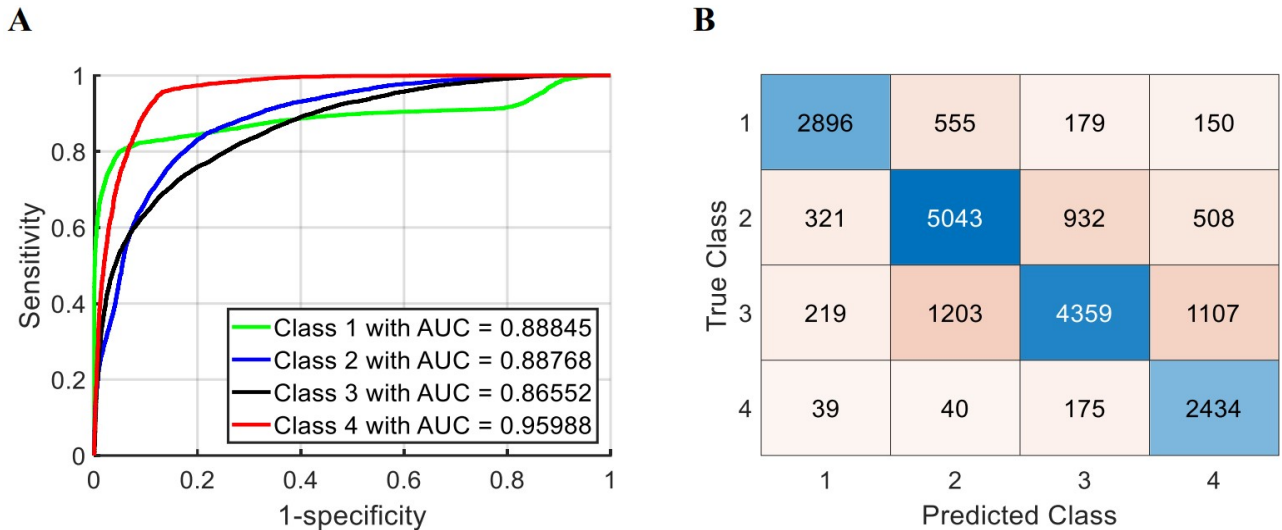 A
B
1
0.8
0.6
0.4
0.2
0
Sensitivity
Class 1 with AUC = 0.88845
Class 2 with AUC = 0.88768
Class 3 with AUC = 0.86552
Class 4 with AUC = 0.95988
0 0.2 0.4 0.6 0.8 1
1-specificity
True Class
1 2896 555 179 150
2 321 5043 932 508
3 219 1203 4359 1107
4 39 40 175 2434
1 2 3 4
Predicted Class